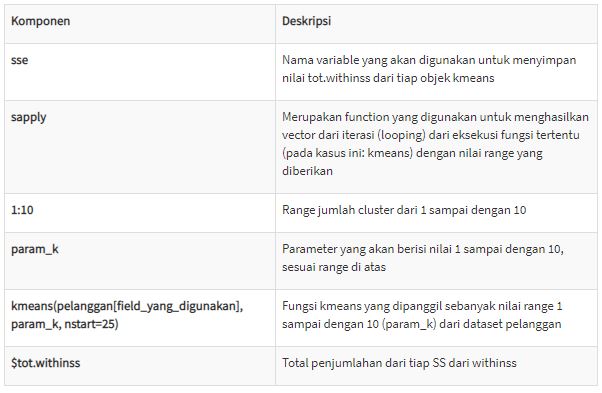 Komponen
Deskripsi
sse
Nama variable yang akan digunakan untuk menyimpan
nilai tot.withinss dari tiap objek kmeans
sapply
Merupakan function yang digunakan untuk menghasilkan
vector dari iterasi (looping) dari eksekusi fungsi tertentu
(pada kasus ini: kmeans) dengan nilai range yang
diberikan
1:10
Range jumlah cluster dari 1 sampai dengan 10
param_k
Parameter yang akan berisi nilai 1 sampai dengan 10,
sesuai range di atas
kmeans(pelanggan[field_yang_digunakan],
param_k, nstart=25)
Fungsi kmeans yang dipanggil sebanyak nilai range 1
sampai dengan 10 (param_k) dari dataset pelanggan
$tot.withinss
Total penjumlahan dari tiap SS dari withinss